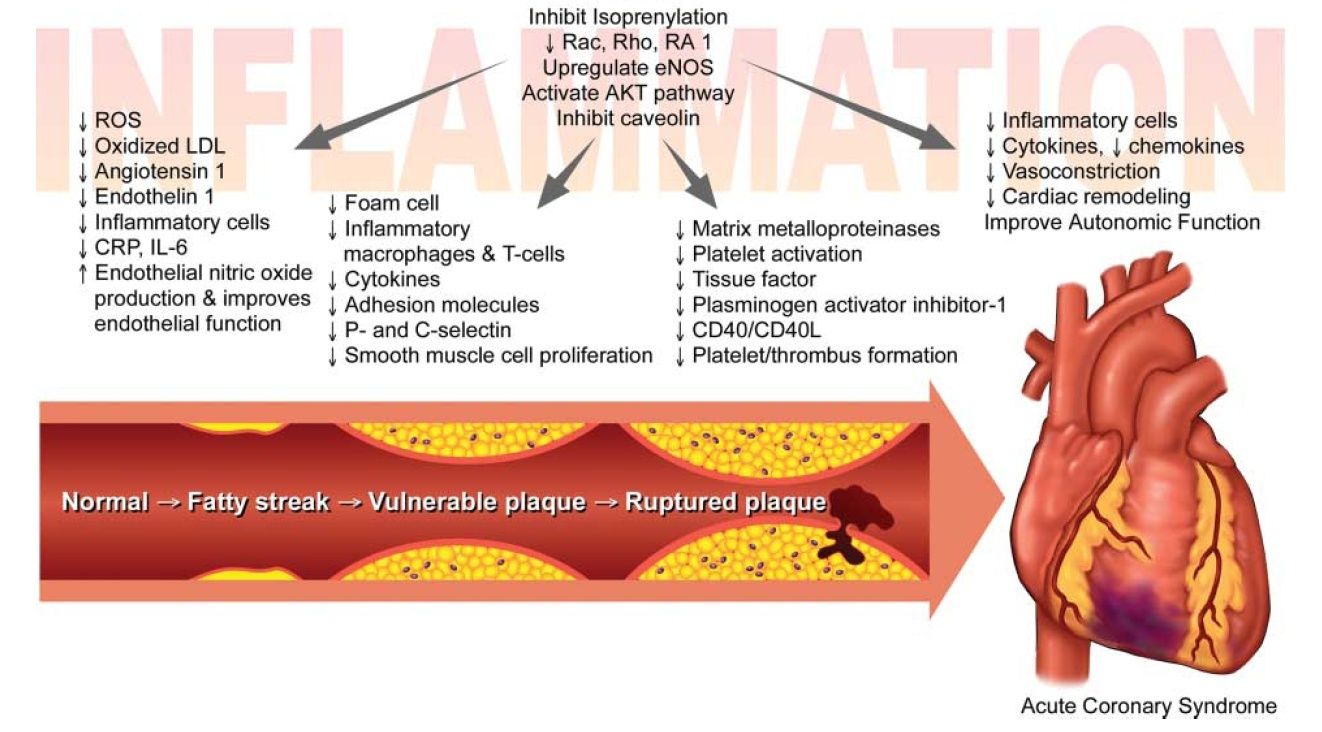 INFLAMMATION
Inhibit Isoprenylation
↓ Rac, Rho, RA 1
Upregulate eNOS
Activate AKT pathway
Inhibit caveolin
↓ ROS
↓ Oxidized LDL
↓ Angiotensin 1
↓ Endothelin 1
↓ Inflammatory cells
↓ CRP, IL-6
↑ Endothelial nitric oxide
production & improves
endothelial function
↓ Foam cell
↓ Inflammatory
macrophages & T-cells
↓ Cytokines
↓ Adhesion molecules
↓ P- and C-selectin
↓ Smooth muscle cell proliferation
↓ Matrix metalloproteinases
↓ Platelet activation
↓ Tissue factor
↓ Plasminogen activator inhibitor-1
↓ CD40/CD40L
↓ Platelet/thrombus formation
↓ Inflammatory cells
↓ Cytokines, ↓ chemokines
↓ Vasoconstriction
↓ Cardiac remodeling
Improve Autonomic Function
Normal → Fatty streak → Vulnerable plaque → Ruptured plaque
Acute Coronary Syndrome